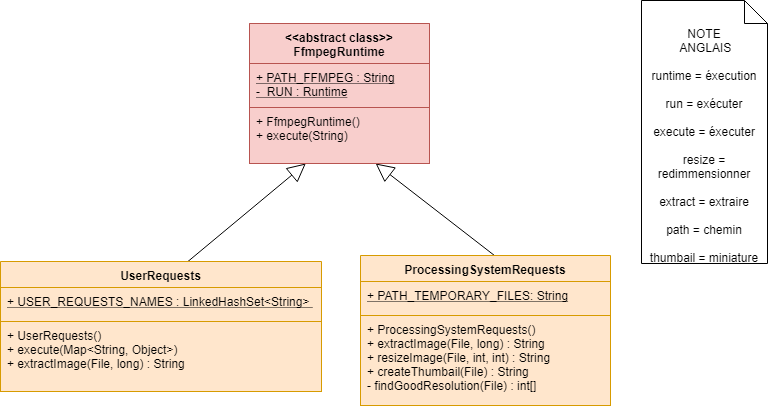 <<abstract class>>
FfmpegRuntime
+ PATH_FFMPEG : String
- RUN : Runtime
+ FfmpegRuntime()
+ execute(String)
NOTE
ANGLAIS
runtime = éxecution
run = exécuter
execute = éxecuter
resize =
redimmensionner
extract = extraire
path = chemin
thumbail = miniature
UserRequests
+ USER_REQUESTS_NAMES : LinkedHashSet<String>
+ UserRequests()
+ execute(Map<String, Object>)
+ extractImage(File, long) : String
ProcessingSystemRequests
+ PATH_TEMPORARY_FILES: String
+ ProcessingSystemRequests()
+ extractImage(File, long) : String
+ resizeImage(File, int, int) : String
+ createThumbail(File) : String
- findGoodResolution(File) : int[]